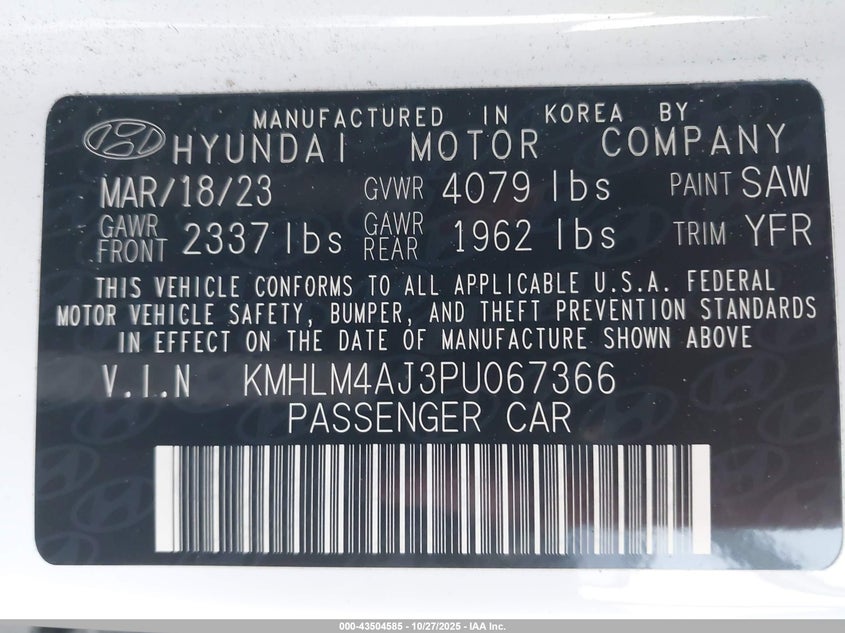 MANUFACTURED IN KOREA BY
HYUNDAI MOTOR COMPANY
MAR/18/23 GVWR 4079 lbs PAINT SAW
GAWR FRONT 2337 lbs GAWR REAR 1962 lbs TRIM YFR
THIS VEHICLE CONFORMS TO ALL APPLICABLE U.S.A. FEDERAL
MOTOR VEHICLE SAFETY, BUMPER, AND THEFT PREVENTION STANDARDS
IN EFFECT ON THE DATE OF MANUFACTURE SHOWN ABOVE
V.I.N KMHLM4AJ3PU067366
PASSENGER CAR
000-43504585 - 10/27/2025 - IAA Inc.